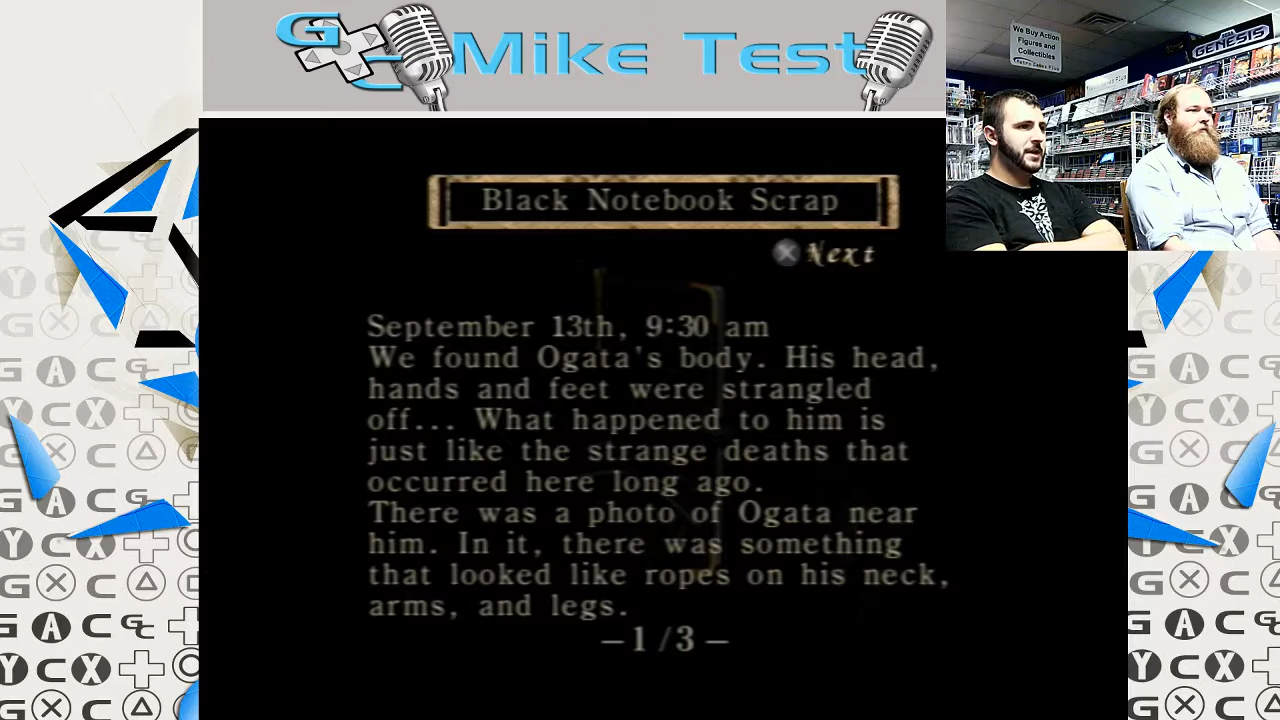 Mike Test
We Buy Action
Figures and
Collectibles
GENESIS
Black Notebook Scrap
Next
September 13th, 9:30 am
We found Ogata's body. His head,
hands and feet were strangled
off... What happened to him is
just like the strange deaths that
occurred here long ago.
There was a photo of Ogata near
him. In it, there was something
that looked like ropes on his neck,
arms, and legs.
—1/3—